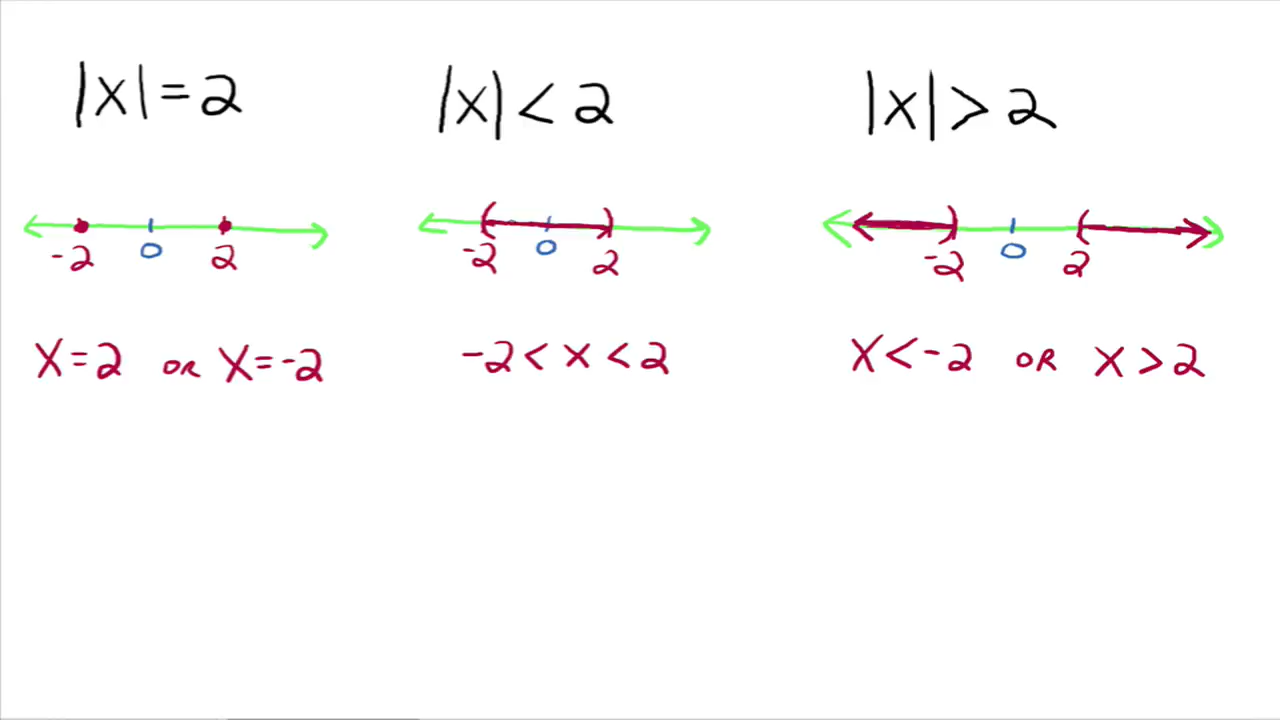 |x| = 2
-2 0 2
x = 2 OR x = -2
|x| < 2
-2 0 2
-2 < x < 2
|x| > 2
-2 0 2
x < -2 OR x > 2